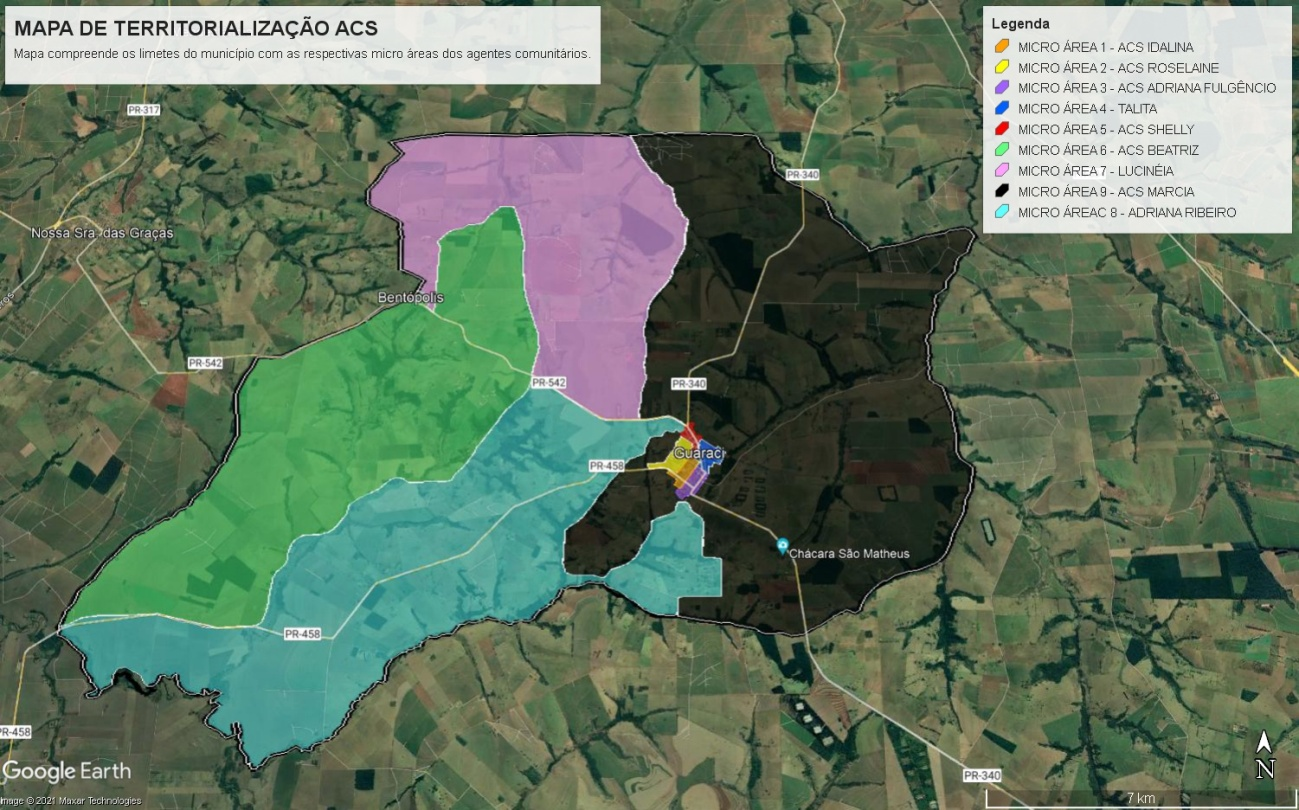 MAPA DE TERRITORIALIZAÇÃO ACS
Mapa compreende os limetes do município com as respectivas micro áreas dos agentes comunitários.
Legenda
MICRO ÁREA 1 - ACS IDALINA
MICRO ÁREA 2 - ACS ROSELAINE
MICRO ÁREA 3 - ACS ADRIANA FULGÊNCIO
MICRO ÁREA 4 - TALITA
MICRO ÁREA 5 - ACS SHELLY
MICRO ÁREA 6 - ACS BEATRIZ
MICRO ÁREA 7 - LUCINÉIA
MICRO ÁREA 9 - ACS MARCIA
MICRO ÁREAC 8 - ADRIANA RIBEIRO
PR-317
PR-340
Nossa Sra. das Graças
Bentópolis
PR-542
PR-542
PR-340
Guaraci
PR-458
Chácara São Matheus
PR-458
PR-458
PR-340
Google Earth
Image © 2021 Maxar Technologies
N
7 km